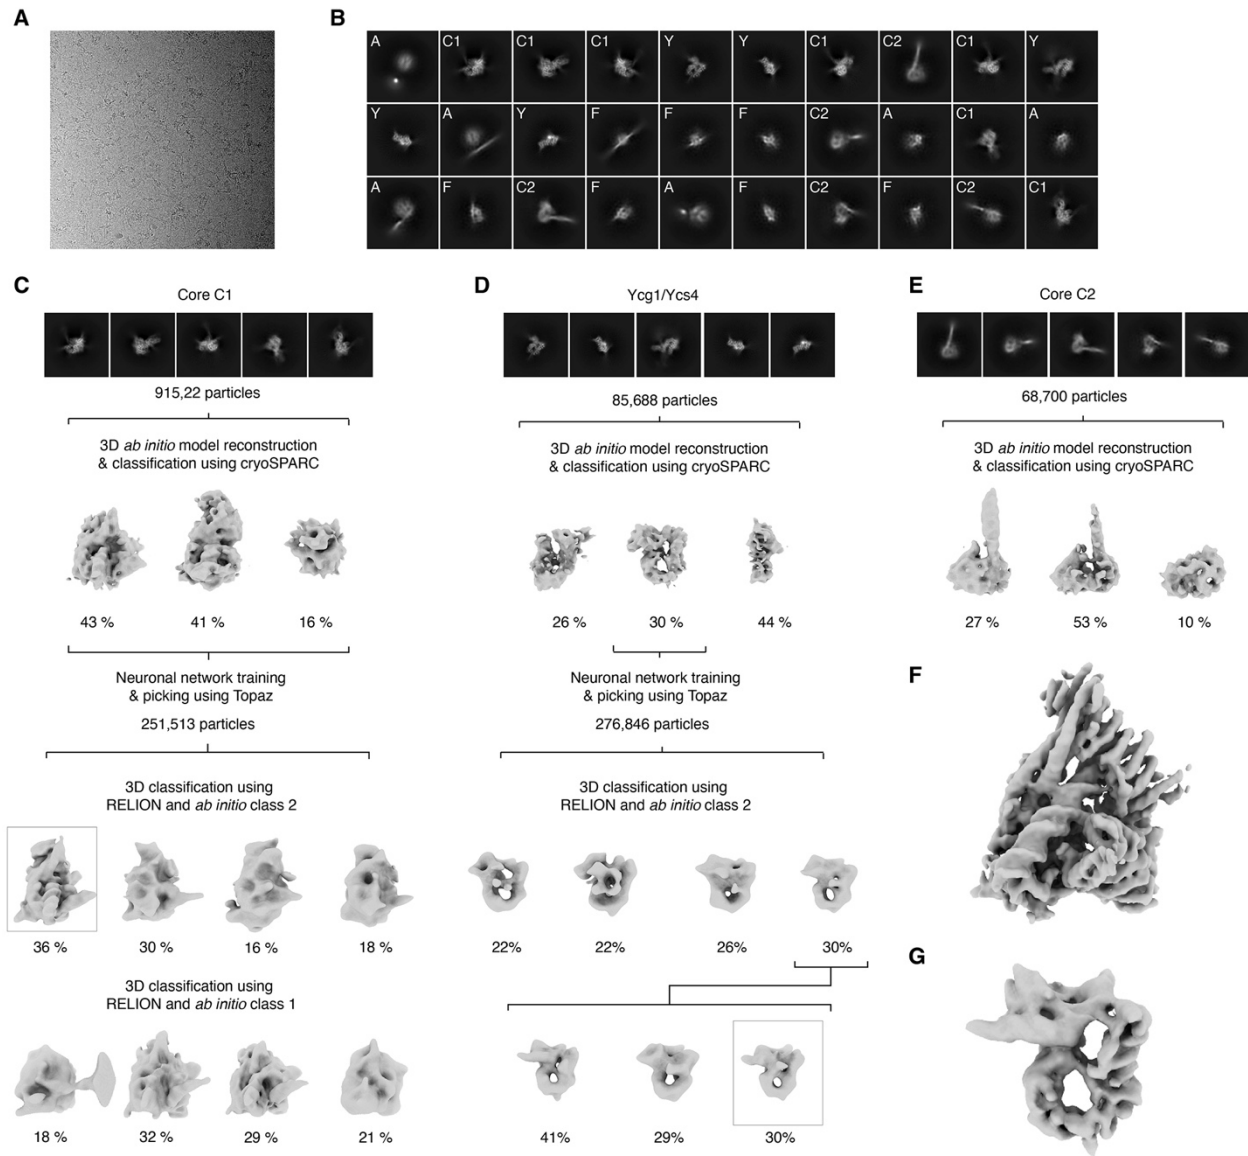 A
B
A C1 C1 C1 Y Y C1 C2 C1 Y
Y A Y F F F C2 A C1 A
A F C2 F A F C2 F C2 C1
C
Core C1
915,22 particles
3D ab initio model reconstruction
& classification using cryoSPARC
43 % 41 % 16 %
Neuronal network training
& picking using Topaz
251,513 particles
3D classification using
RELION and ab initio class 2
36 % 30 % 16 % 18 %
3D classification using
RELION and ab initio class 1
18 % 32 % 29 % 21 %
D
Ycg1/Ycs4
85,688 particles
3D ab initio model reconstruction
& classification using cryoSPARC
26 % 30 % 44 %
Neuronal network training
& picking using Topaz
276,846 particles
3D classification using
RELION and ab initio class 2
22% 22% 26% 30%
41% 29% 30%
E
Core C2
68,700 particles
3D ab initio model reconstruction
& classification using cryoSPARC
27 % 53 % 10 %
F
G